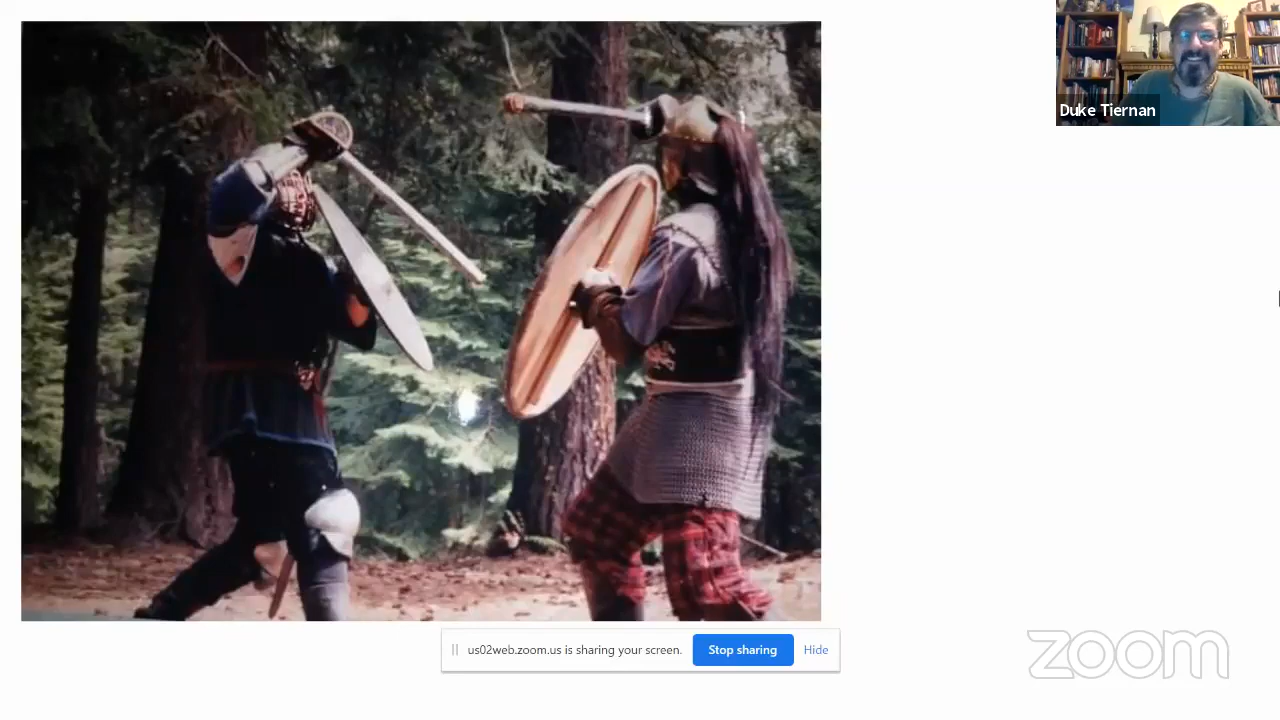 Duke Tiernan
us02web.zoom.us is sharing your screen.
Stop sharing
Hide
zoom